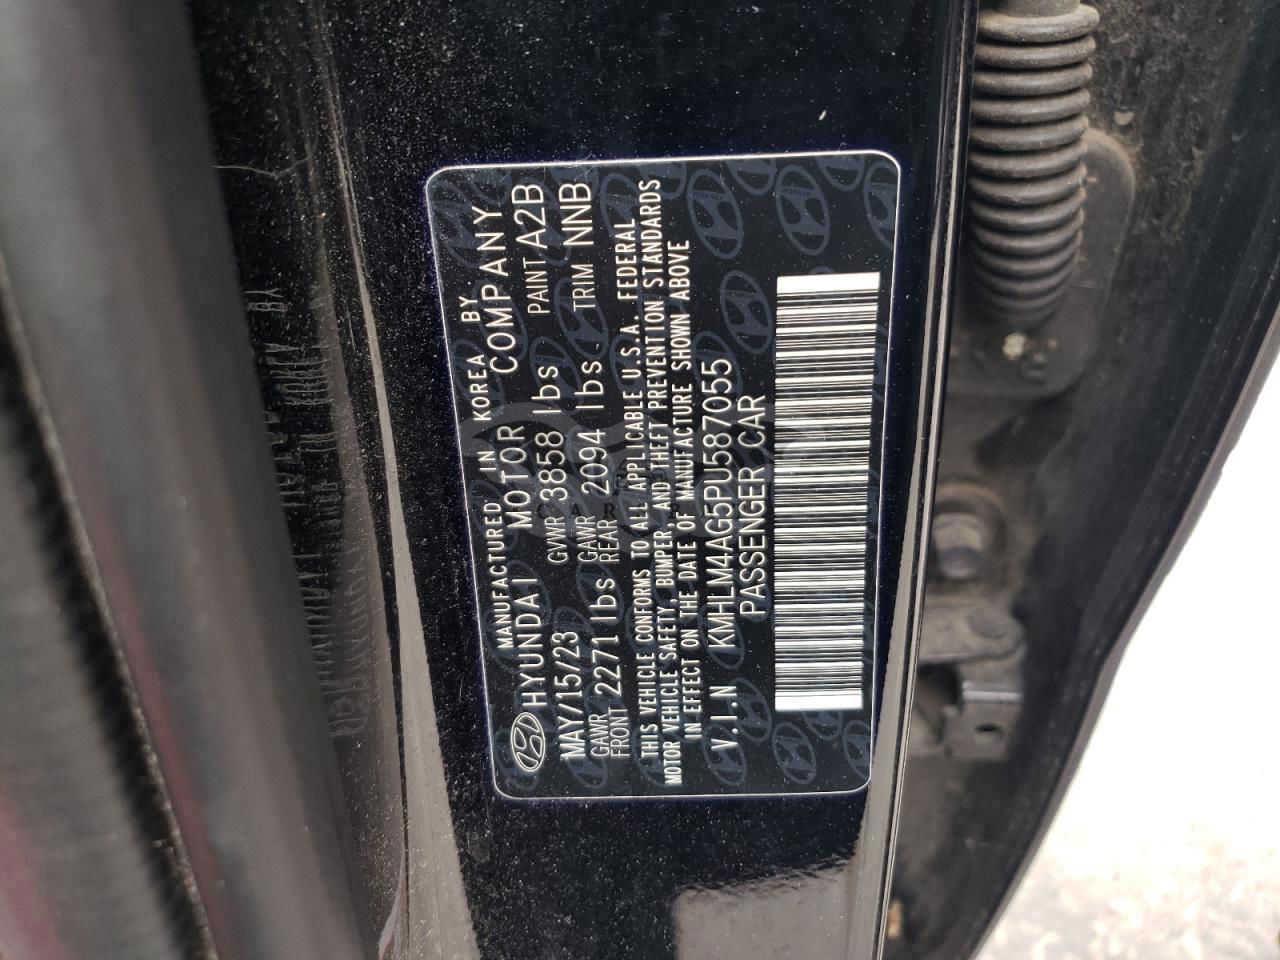 MANUFACTURED IN KOREA BY
HYUNDAI MOTOR COMPANY
MAY/15/23 GVWR 3858 lbs PAINT A2B
GAWR FRONT 2271 lbs GAWR REAR 2094 lbs TRIM NNB
THIS VEHICLE CONFORMS TO ALL APPLICABLE U.S.A. FEDERAL
MOTOR VEHICLE SAFETY, BUMPER, AND THEFT PREVENTION STANDARDS
IN EFFECT ON THE DATE OF MANUFACTURE SHOWN ABOVE
V.I.N KMHLM4AG5PU587055
PASSENGER CAR